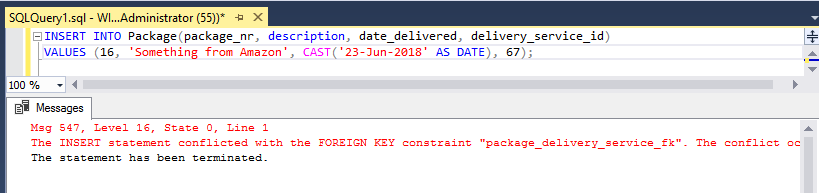 SQLQuery1.sql - WI...Administrator (55))*
INSERT INTO Package(package_nr, description, date_delivered, delivery_service_id)
VALUES (16, 'Something from Amazon', CAST('23-Jun-2018' AS DATE), 67);
100 %
Messages
Msg 547, Level 16, State 0, Line 1
The INSERT statement conflicted with the FOREIGN KEY constraint "package_delivery_service_fk". The conflict oc
The statement has been terminated.